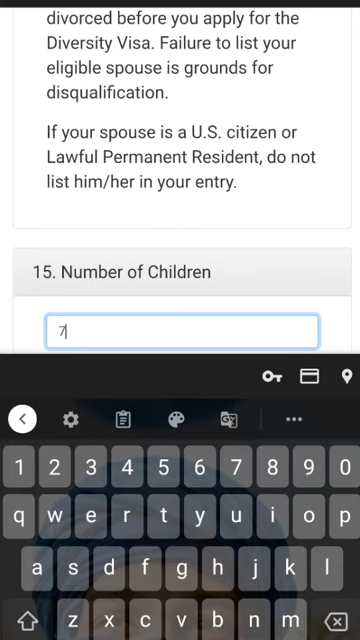 divorced before you apply for the
Diversity Visa. Failure to list your
eligible spouse is grounds for
disqualification.
If your spouse is a U.S. citizen or
Lawful Permanent Resident, do not
list him/her in your entry.
15. Number of Children
7
1 2 3 4 5 6 7 8 9 0
q w e r t y u i o p
a s d f g h j k l
z x c v b n m